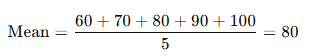 Mean = (60 + 70 + 80 + 90 + 100) / 5 = 80